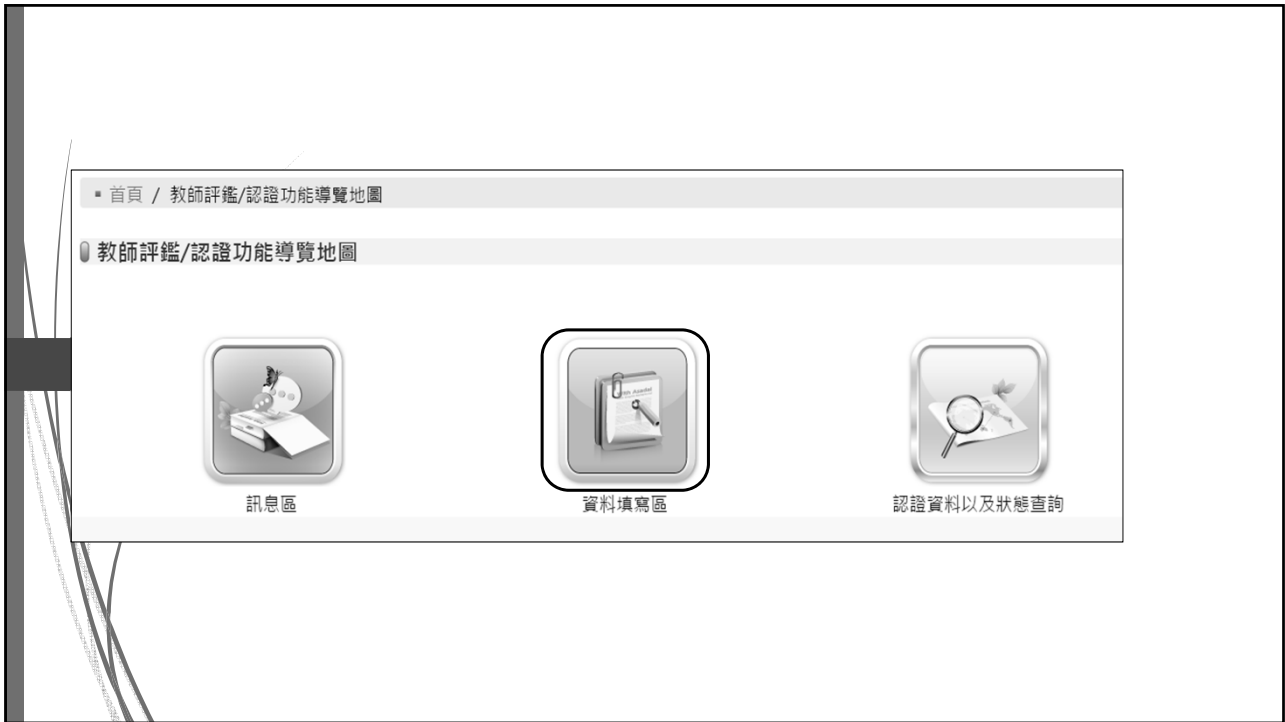 首頁 / 教師評鑑/認證功能導覽地圖
教師評鑑/認證功能導覽地圖
訊息區
資料填寫區
認證資料以及狀態查詢